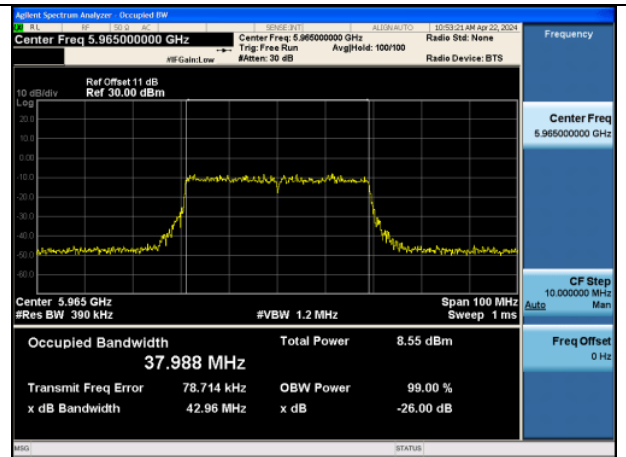 Agilent Spectrum Analyzer - Occupied BW
RL RF 50 Ω AC SENSE:INT ALIGNAUTO 10:53:21 AM Apr 22, 2024
Center Freq 5.965000000 GHz
Center Freq: 5.965000000 GHz
Radio Std: None
Trig: Free Run Avg|Hold: 100/100
#IFGain:Low #Atten: 30 dB Radio Device: BTS
Frequency
Ref Offset 11 dB
10 dB/div Ref 30.00 dBm
Log
20.0
10.0
0.00
-10.0
-20.0
-30.0
-40.0
-50.0
-60.0
Center 5.965 GHz Span 100 MHz
#Res BW 390 kHz #VBW 1.2 MHz Sweep 1 ms
Occupied Bandwidth Total Power 8.55 dBm
37.988 MHz
Transmit Freq Error 78.714 kHz OBW Power 99.00 %
x dB Bandwidth 42.96 MHz x dB -26.00 dB
Center Freq
5.965000000 GHz
CF Step
10.000000 MHz
Auto Man
Freq Offset
0 Hz
MSG STATUS